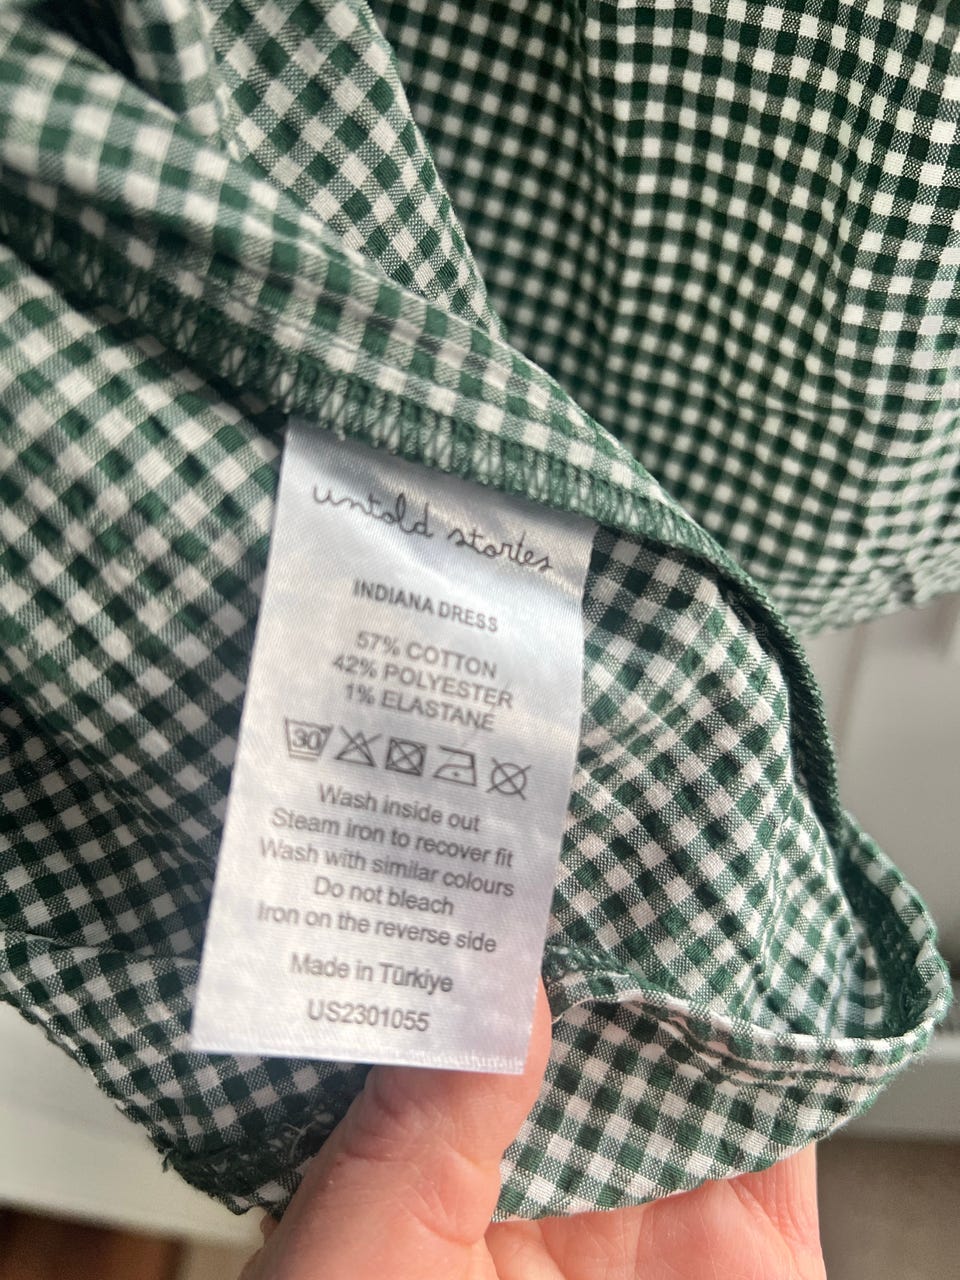 untold stories
INDIANA DRESS
57% COTTON
42% POLYESTER
1% ELASTANE
30
Wash inside out
Steam iron to recover fit
Wash with similar colours
Do not bleach
Iron on the reverse side
Made in Türkiye
US2301055